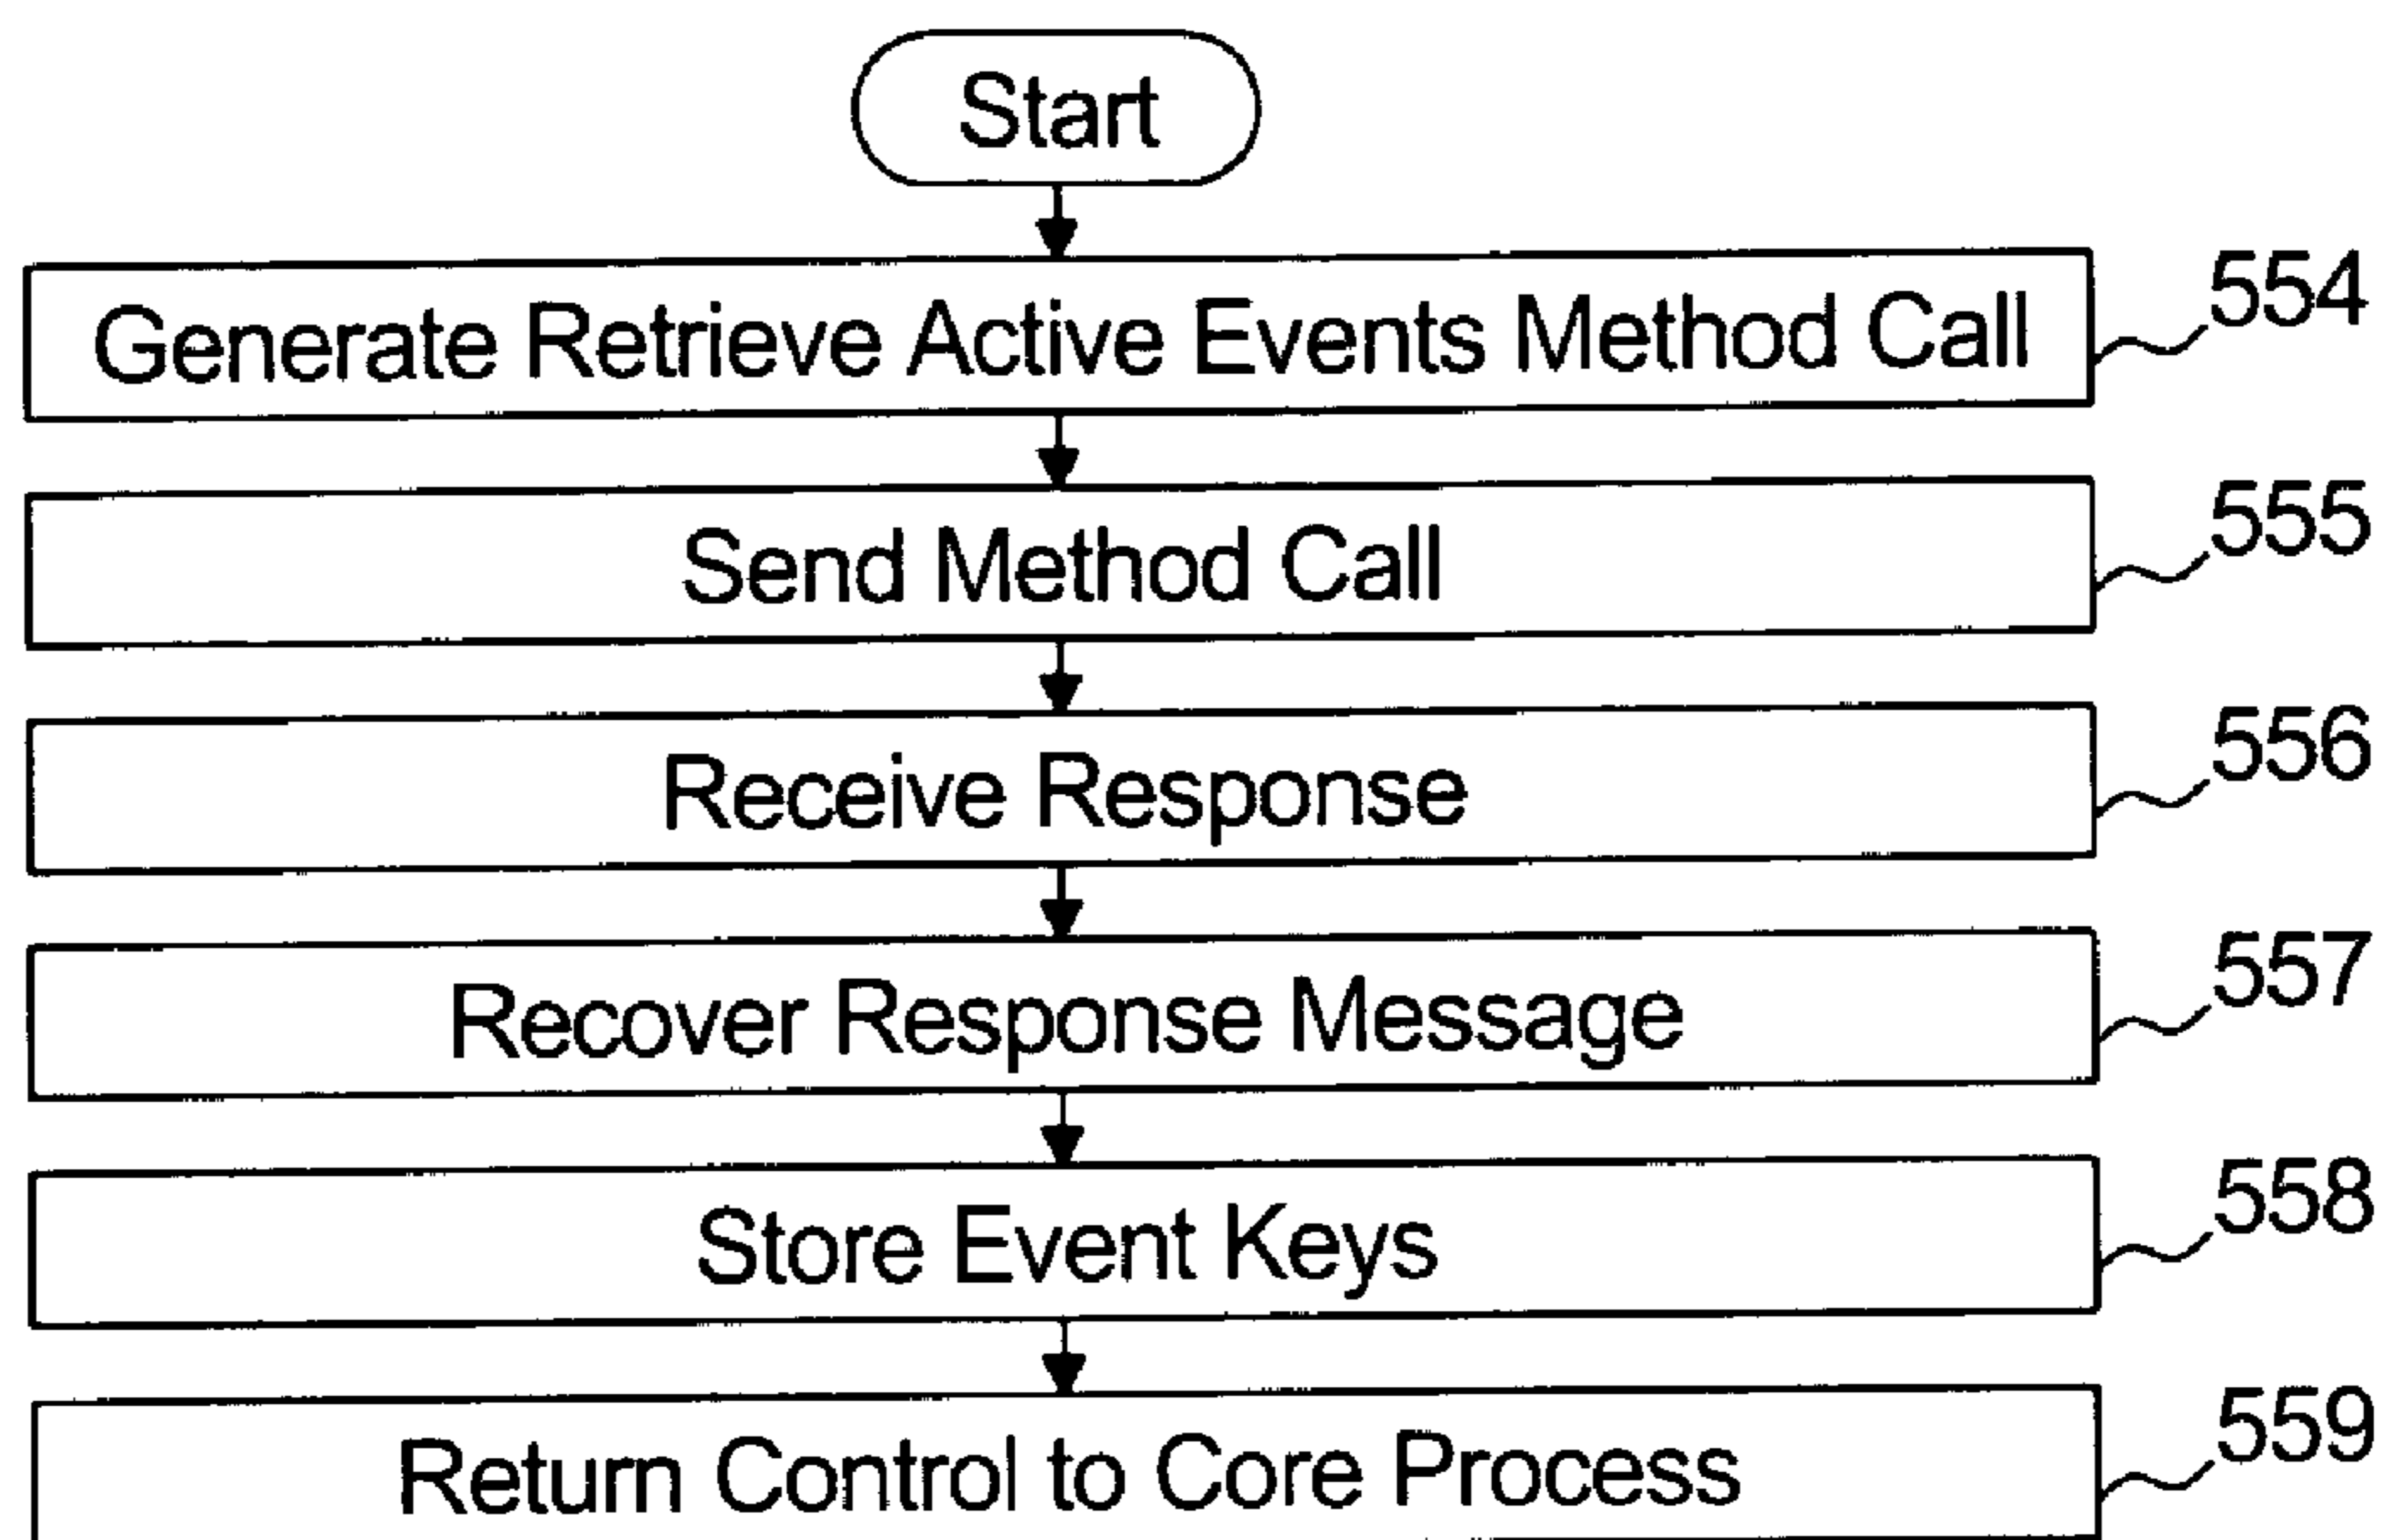 Start
Generate Retrieve Active Events Method Call
554
Send Method Call
555
Receive Response
556
Recover Response Message
557
Store Event Keys
558
Return Control to Core Process
559